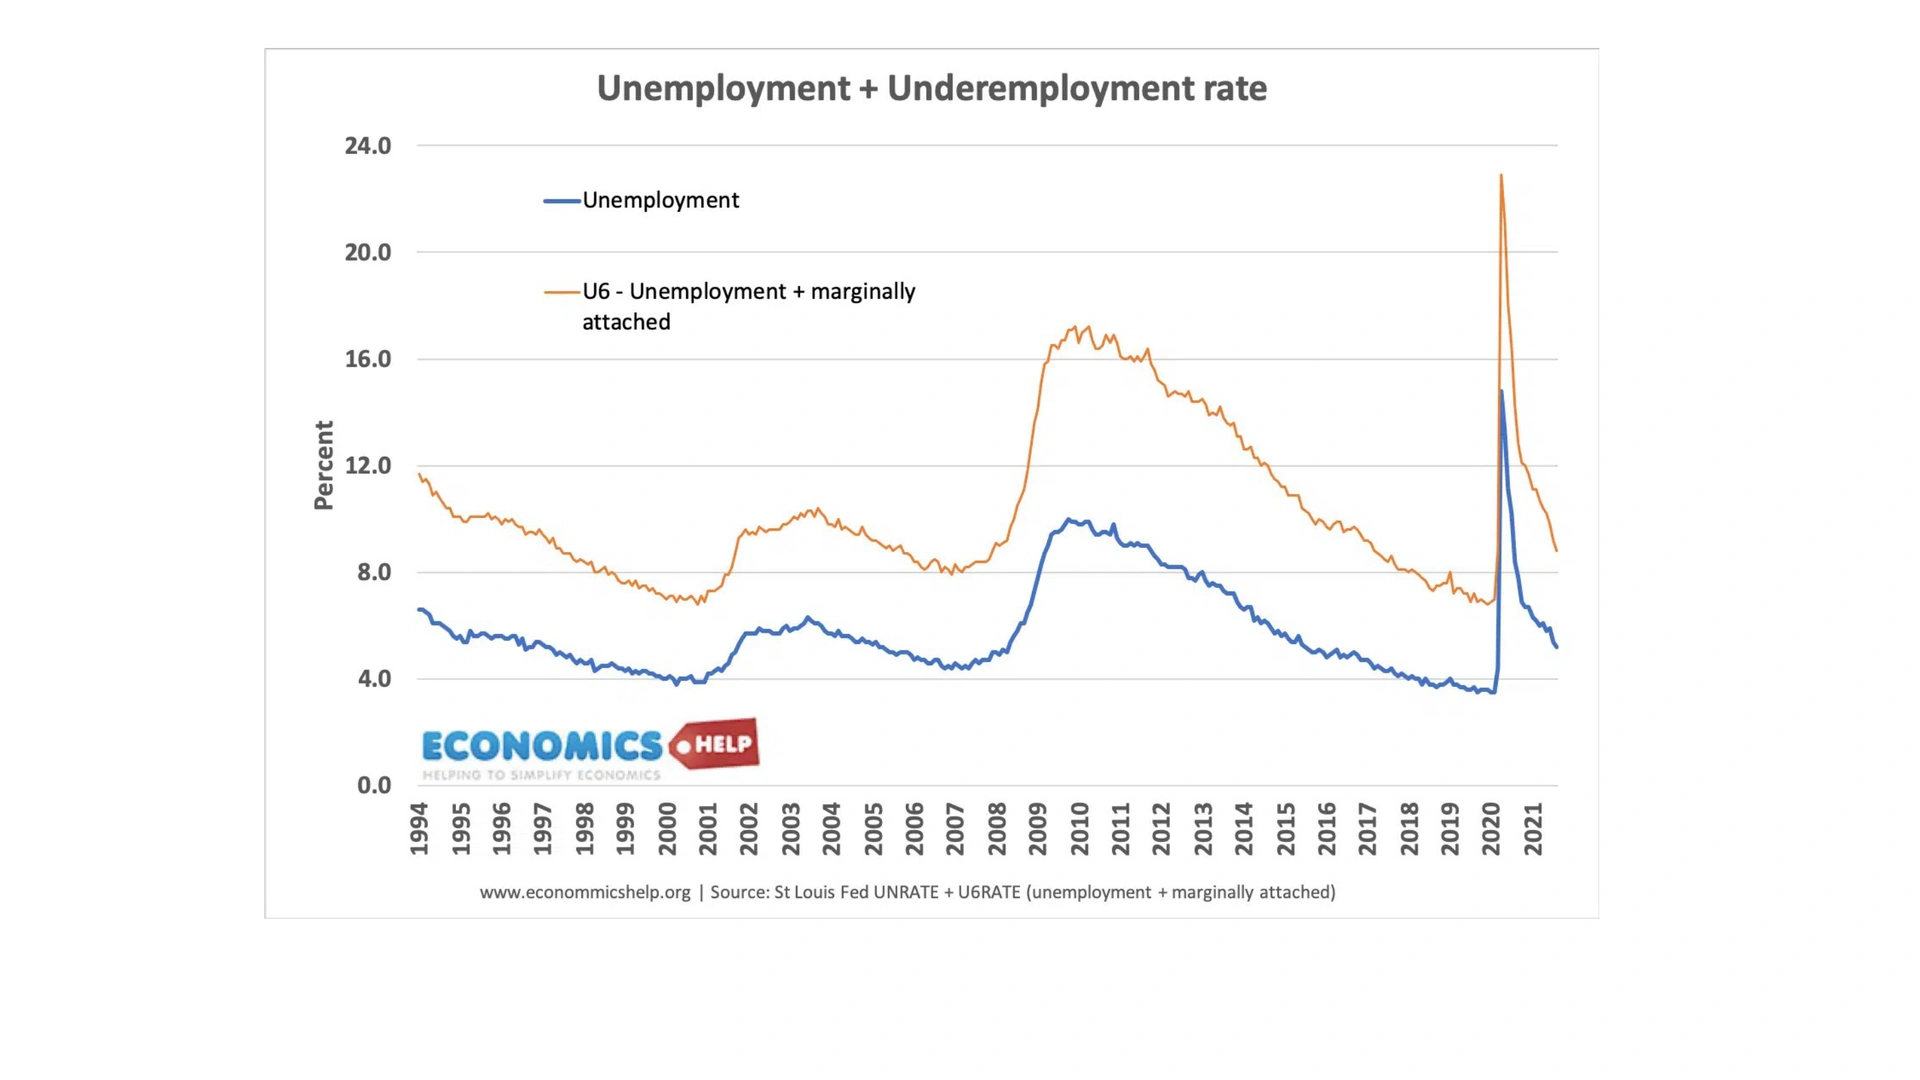 Unemployment + Underemployment rate
24.0
Unemployment
20.0
U6 - Unemployment + marginally
attached
16.0
Percent
12.0
8.0
4.0
ECONOMICS HELP
HELPING TO SIMPLIFY ECONOMICS
0.0
1994 1995 1996 1997 1998 1999 2000 2001 2002 2003 2004 2005 2006 2007 2008 2009 2010 2011 2012 2013 2014 2015 2016 2017 2018 2019 2020 2021
www.econommicshelp.org | Source: St Louis Fed UNRATE + U6RATE (unemployment + marginally attached)